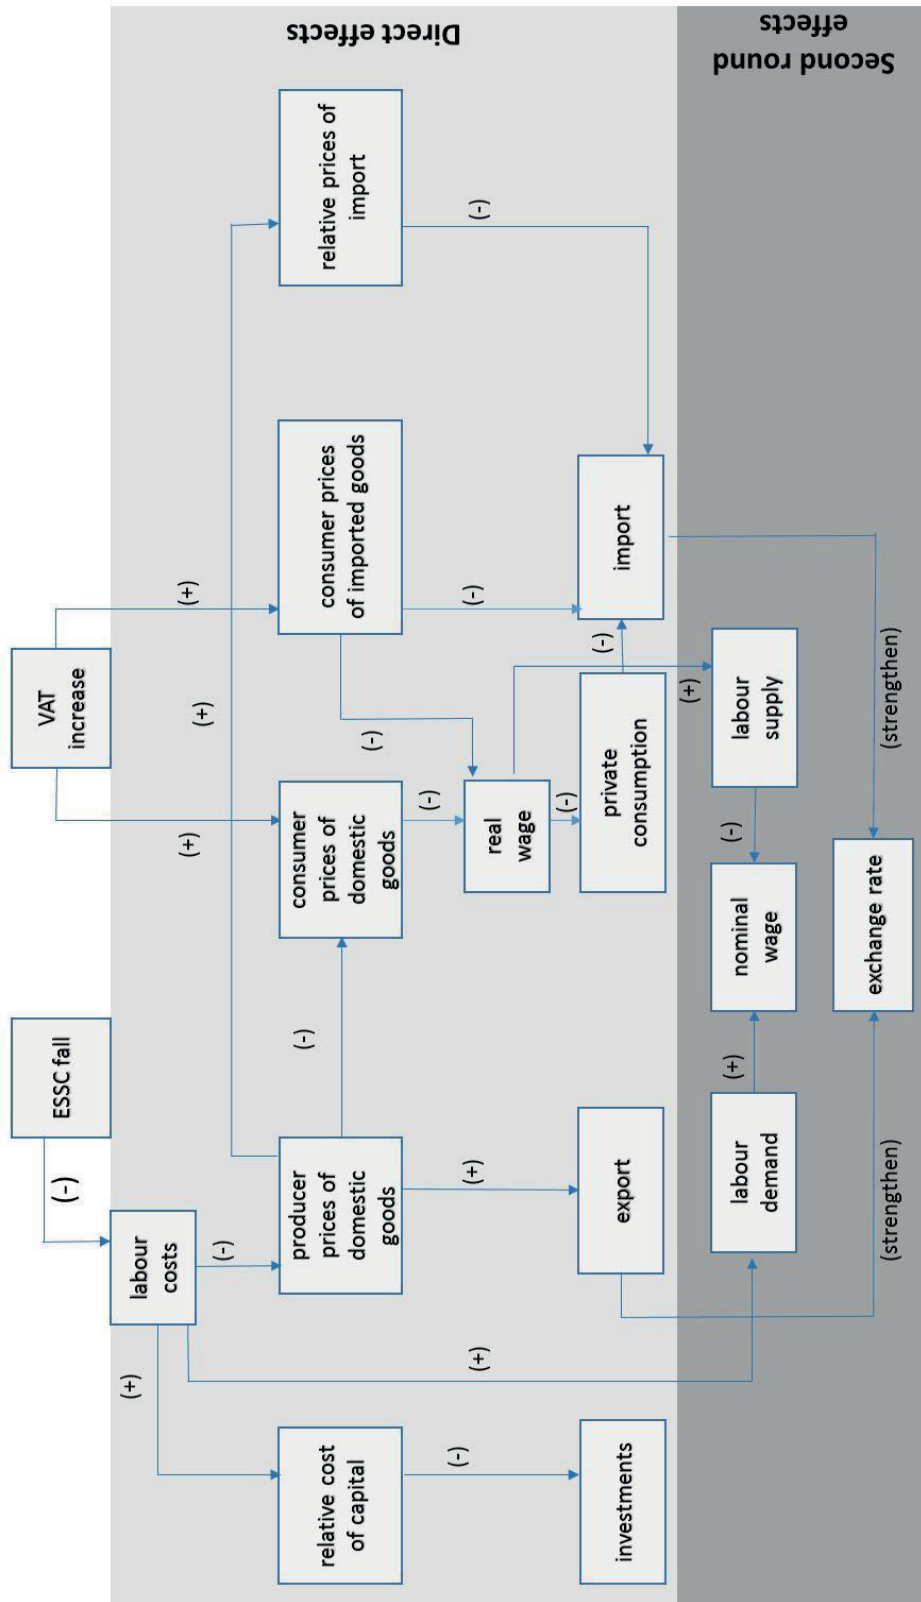 ESSC fall
VAT
increase
(-)
labour
costs
(+)
(-)
(+)
(+)
(+)
Direct effects
relative cost
of capital
producer
prices of
domestic
goods
(-)
consumer
prices of
domestic
goods
consumer prices
of imported goods
relative prices of
import
(-)
(+)
(+)
(-)
(-)
(-)
(-)
real
wage
(-)
investments
export
private
consumption
(-)
import
(+)
Second round
effects
labour
demand
(+)
nominal
wage
(-)
labour
supply
(strengthen)
exchange rate
(strengthen)